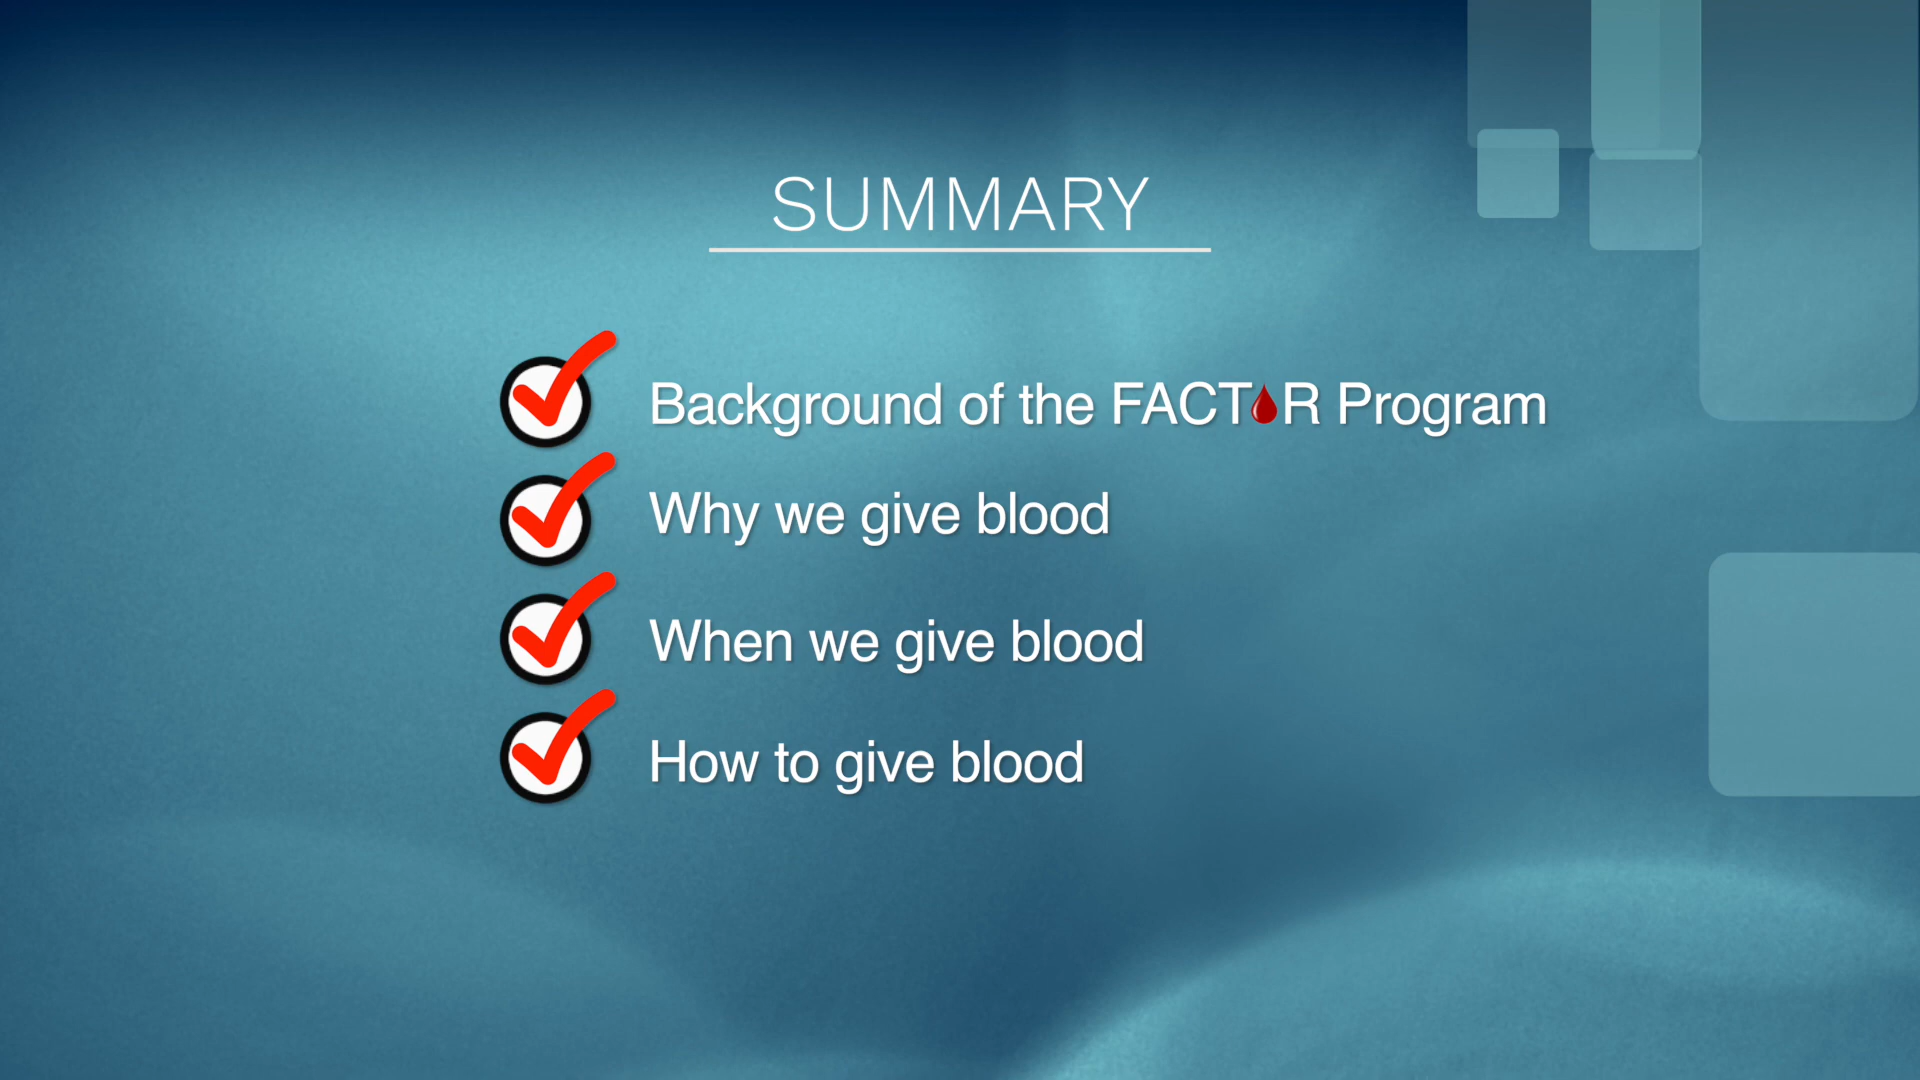 SUMMARY
Background of the FACTOR Program
Why we give blood
When we give blood
How to give blood